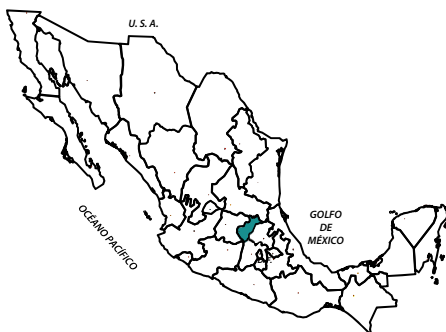 U. S. A.
GOLFO
DE
MÉXICO
OCÉANO PACÍFICO